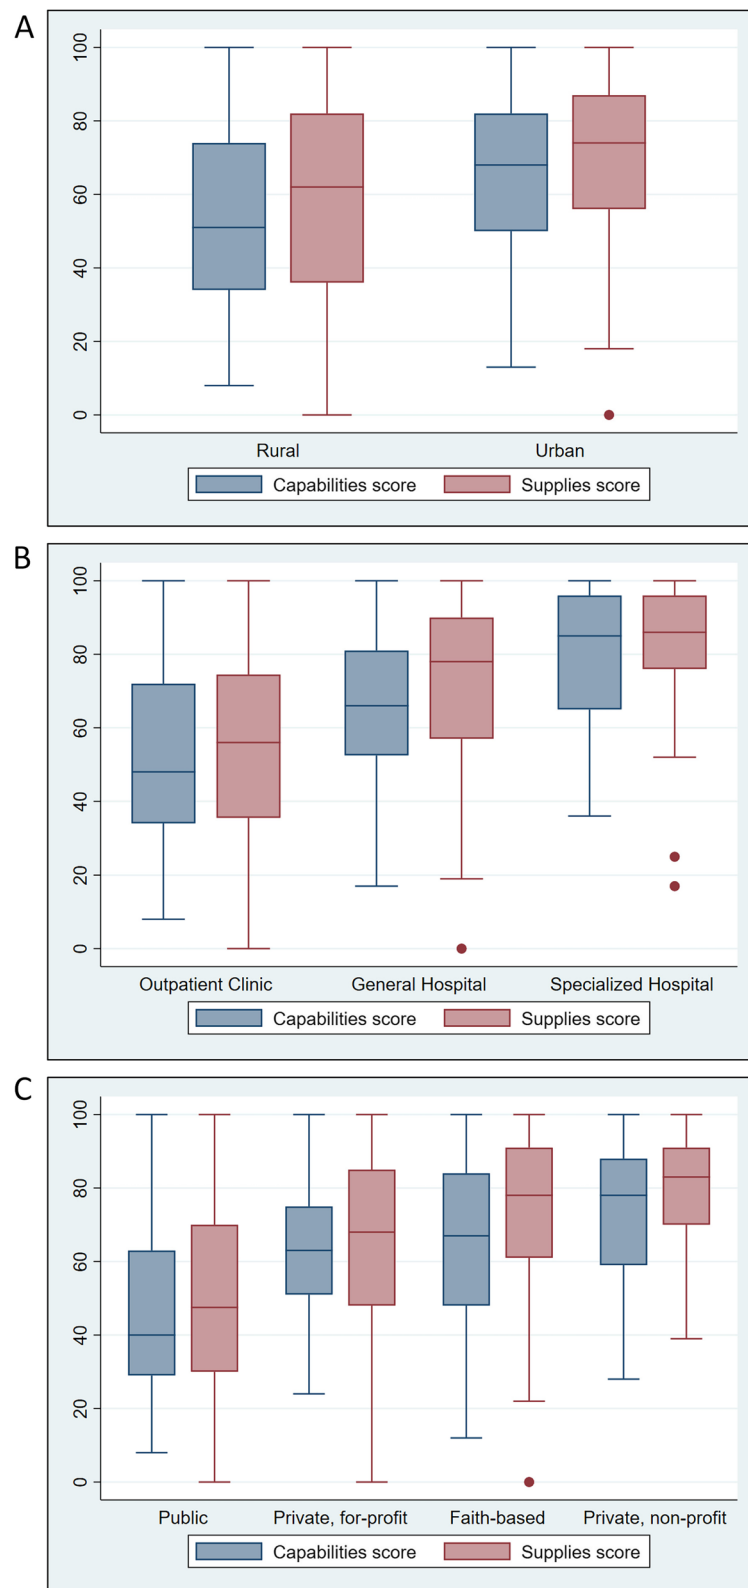 A
100
80
60
40
20
0
Rural Urban
Capabilities score Supplies score
B
100
80
60
40
20
0
Outpatient Clinic General Hospital Specialized Hospital
Capabilities score Supplies score
C
100
80
60
40
20
0
Public Private, for-profit Faith-based Private, non-profit
Capabilities score Supplies score